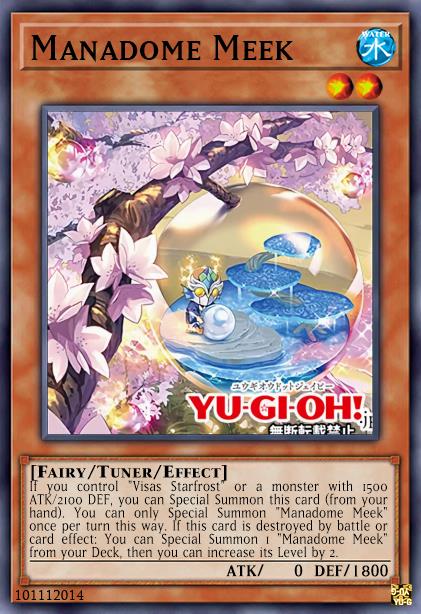 MANADOME MEEK
WATER
水
ユウギオウドットジェイピー
YU-GI-OH!
無断転載禁止
[FAIRY/TUNER/EFFECT]
If you control "Visas Starfrost" or a monster with 1500
ATK/2100 DEF, you can Special Summon this card (from your
hand). You can only Special Summon "Manadome Meek"
once per turn this way. If this card is destroyed by battle or
card effect: You can Special Summon 1 "Manadome Meek"
from your Deck, then you can increase its Level by 2.
ATK/ 0 DEF/1800
101112014